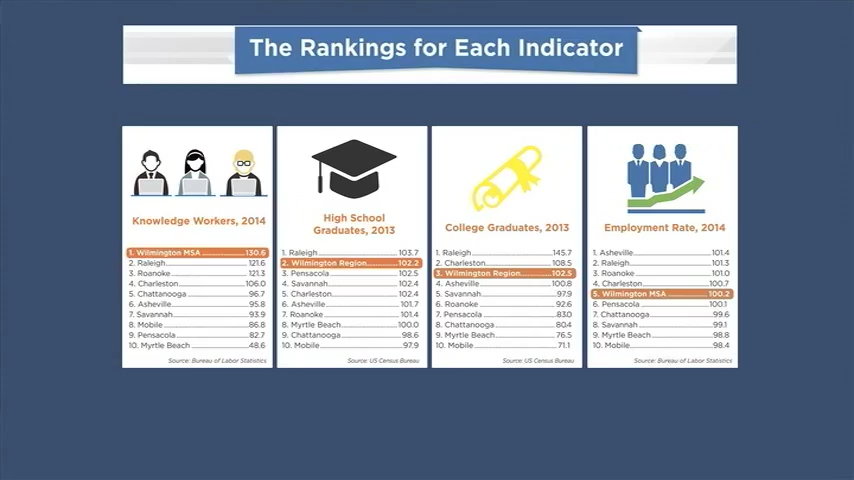 The Rankings for Each Indicator
Knowledge Workers, 2014
1. Wilmington MSA 130.6
2. Raleigh 121.6
3. Roanoke 121.3
4. Charleston 106.0
5. Chattanooga 96.7
6. Asheville 95.8
7. Savannah 93.9
8. Mobile 86.8
9. Pensacola 82.7
10. Myrtle Beach 48.6
Source: Bureau of Labor Statistics
High School
Graduates, 2013
1. Raleigh 103.7
2. Wilmington Region 102.2
3. Pensacola 102.5
4. Savannah 102.4
5. Charleston 102.4
6. Asheville 101.7
7. Roanoke 101.4
8. Myrtle Beach 100.0
9. Chattanooga 98.6
10. Mobile 97.9
Source: US Census Bureau
College Graduates, 2013
1. Raleigh 145.7
2. Charleston 108.5
3. Wilmington Region 102.5
4. Asheville 100.8
5. Savannah 97.9
6. Roanoke 92.6
7. Pensacola 83.0
8. Chattanooga 80.4
9. Myrtle Beach 76.5
10. Mobile 71.1
Source: US Census Bureau
Employment Rate, 2014
1. Asheville 101.4
2. Raleigh 101.3
3. Roanoke 101.0
4. Charleston 100.7
5. Wilmington MSA 100.2
6. Pensacola 100.1
7. Chattanooga 99.6
8. Savannah 99.1
9. Myrtle Beach 98.8
10. Mobile 98.4
Source: Bureau of Labor Statistics